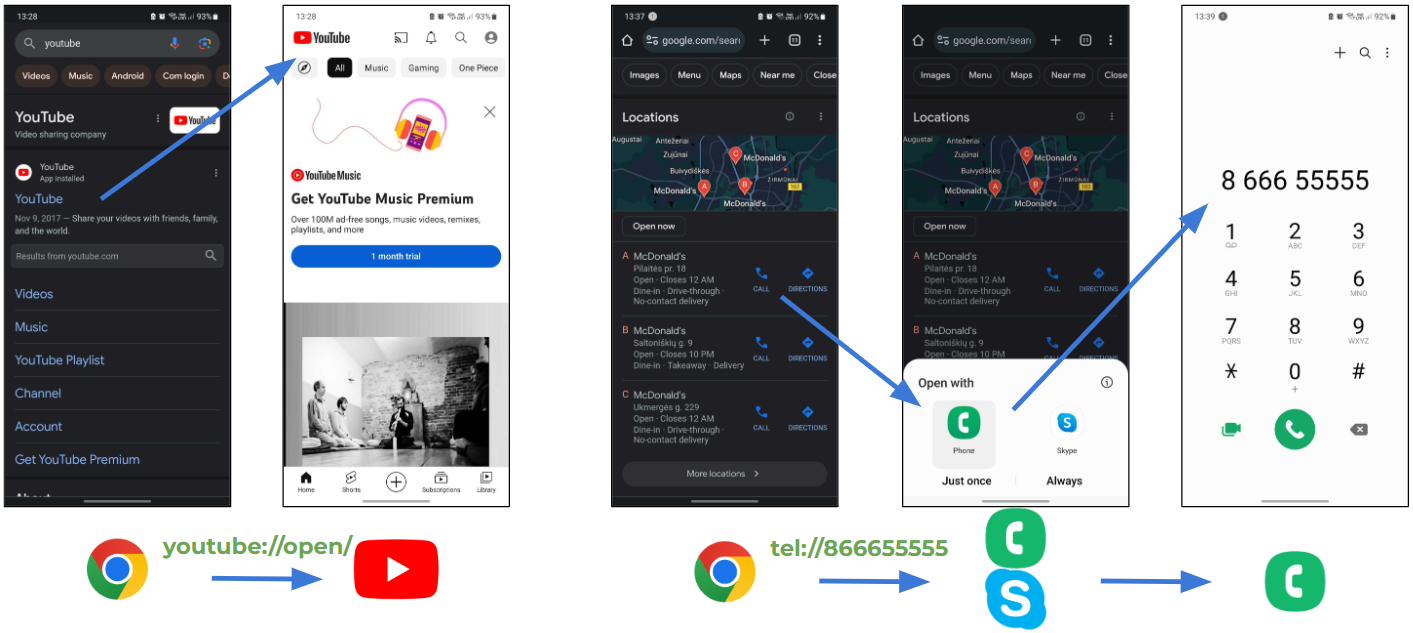 13:28
93%
youtube
Videos
Music
Android
Com login
YouTube
Video sharing company
YouTube
YouTube
App installed
YouTube
Nov 9, 2017 — Share your videos with friends, family,
and the world.
Results from youtube.com
Videos
Music
YouTube Playlist
Channel
Account
Get YouTube Premium
About
13:28
93%
YouTube
All
Music
Gaming
One Piece
YouTube Music
Get YouTube Music Premium
Over 100M ad-free songs, music videos, remixes,
playlists, and more
1 month trial
Home
Shorts
Subscriptions
Library
youtube://open/
13:37
92%
google.com/sear
Images
Menu
Maps
Near me
Close
Locations
Augustai
Antežeriai
Zujūnai
Buivydiškės
McDonald's
ŽIRMŪNAI
102
McDonald's
McDonald's
A
B
C
Open now
A McDonald's
Pilaitės pr. 18
Open · Closes 12 AM
Dine-in · Drive-through ·
No-contact delivery
CALL
DIRECTIONS
B McDonald's
Saltoniškių g. 9
Open · Closes 10 PM
Dine-in · Takeaway · Delivery
CALL
DIRECTIONS
C McDonald's
Ukmergės g. 229
Open · Closes 12 AM
Dine-in · Drive-through ·
No-contact delivery
CALL
DIRECTIONS
More locations
google.com/sear
Images
Menu
Maps
Near me
Close
Locations
Augustai
Antežeriai
Zujūnai
Buivydiškės
McDonald's
ŽIRMŪNAI
102
McDonald's
McDonald's
A
B
C
Open now
A McDonald's
Pilaitės pr. 18
Open · Closes 12 AM
Dine-in · Drive-through ·
No-contact delivery
CALL
DIRECTIONS
B McDonald's
Saltoniškių g. 9
Open · Closes 10 PM
Open with
Phone
Skype
Just once
Always
13:39
92%
8 666 55555
1
2 ABC
3 DEF
4 GHI
5 JKL
6 MNO
7 PQRS
8 TUV
9 WXYZ
*
0 +
#
tel://866655555